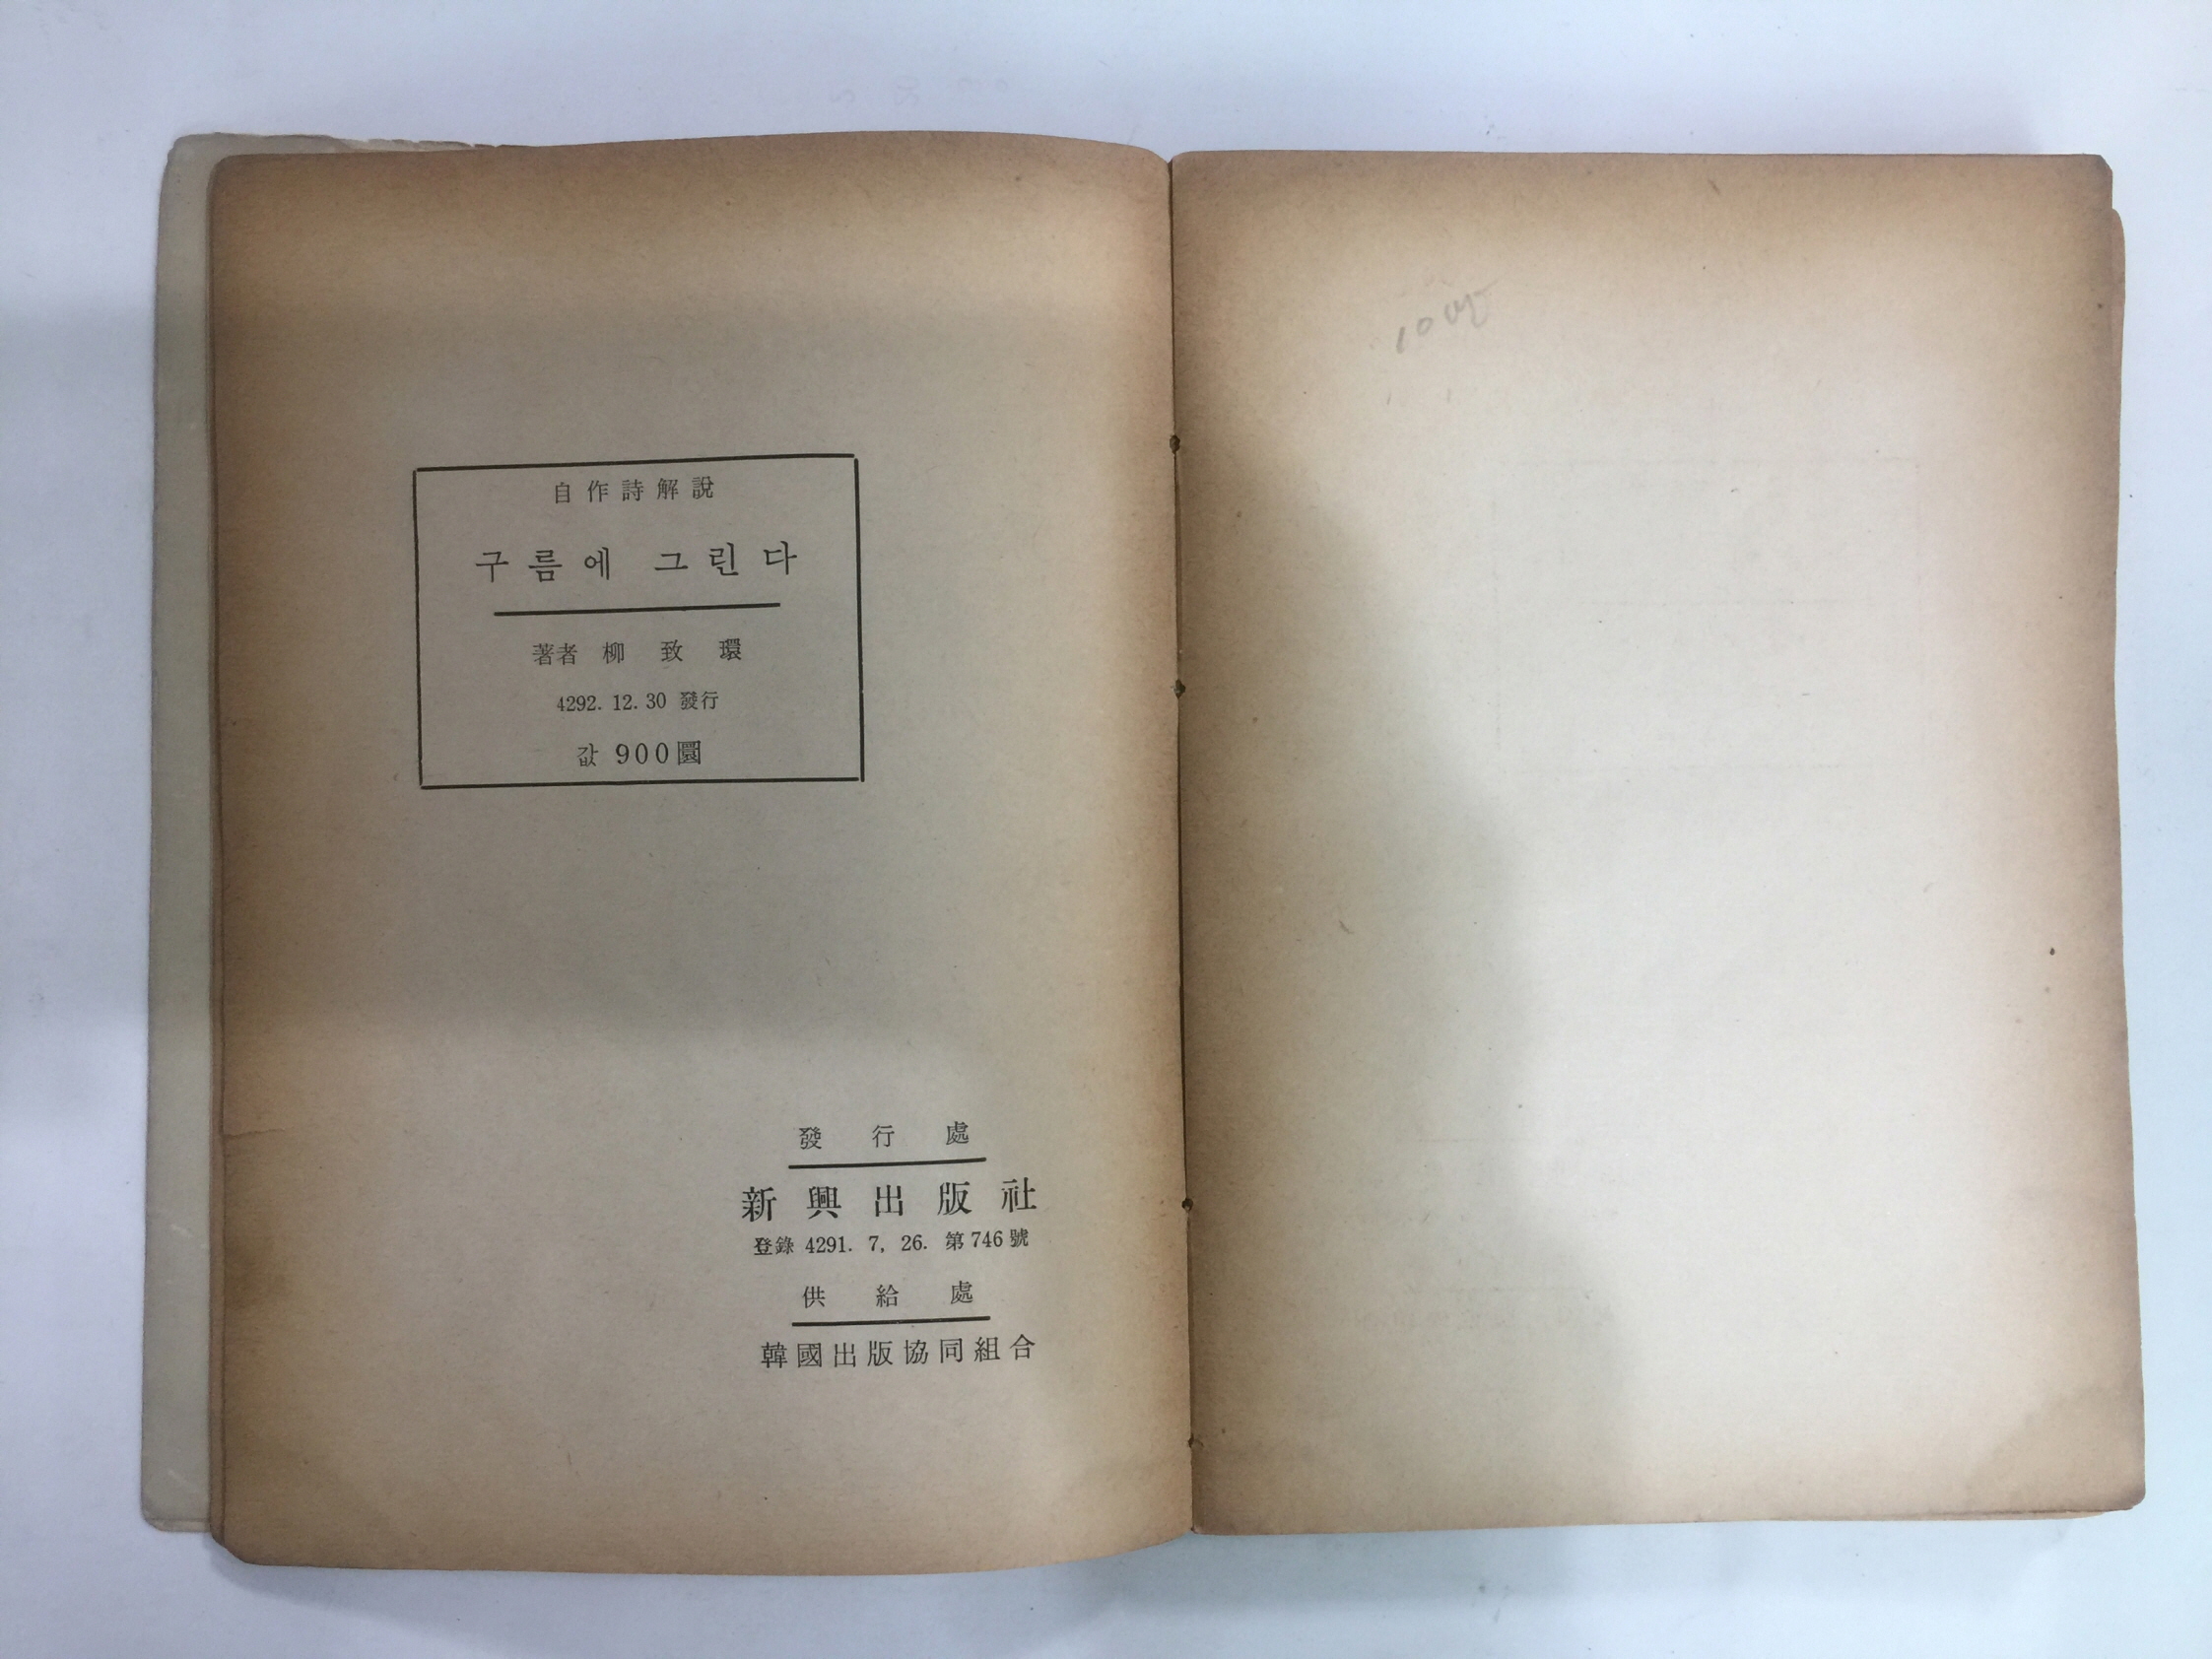 自作詩解說
구름에 그린다
著者 柳致環
4292. 12. 30 發行
값 900圜
發行處
新興出版社
登錄 4291. 7, 26. 第746號
供給處
韓國出版協同組合